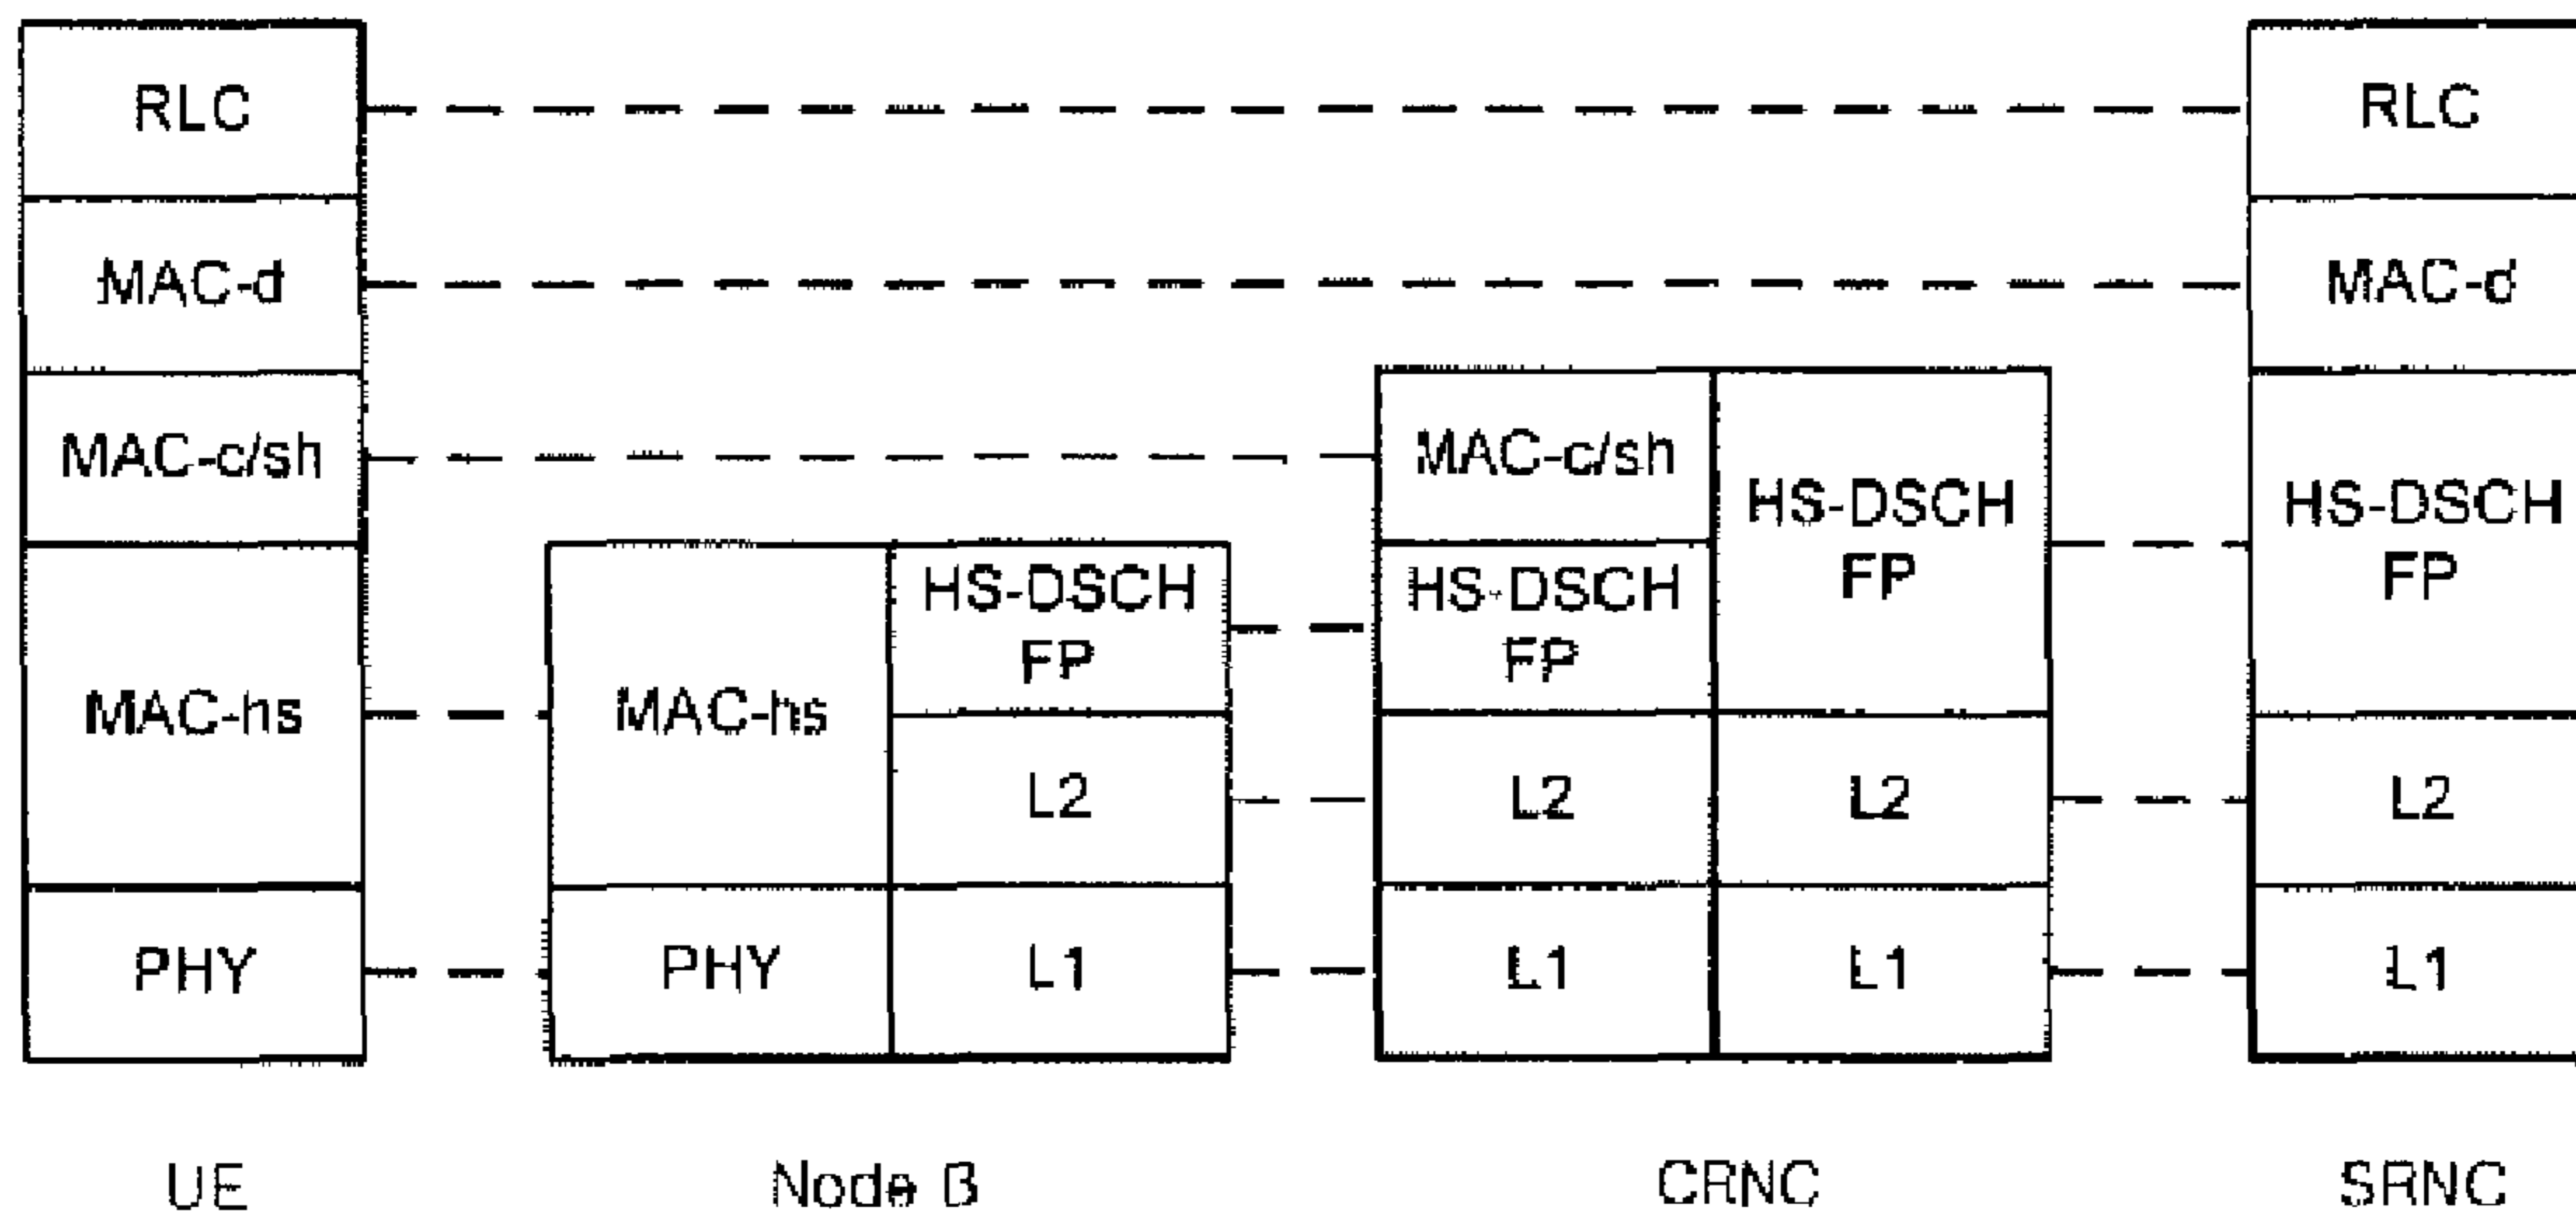 RLC
RLC
MAC-d
MAC-d
MAC-c/sh
MAC-c/sh
HS-DSCH
FP
HS-DSCH
FP
MAC-hs
MAC-hs
HS-DSCH
FP
HS-DSCH
FP
L2
L2
L2
L2
PHY
PHY
L1
L1
L1
L1
UE
Node B
CRNC
SRNC